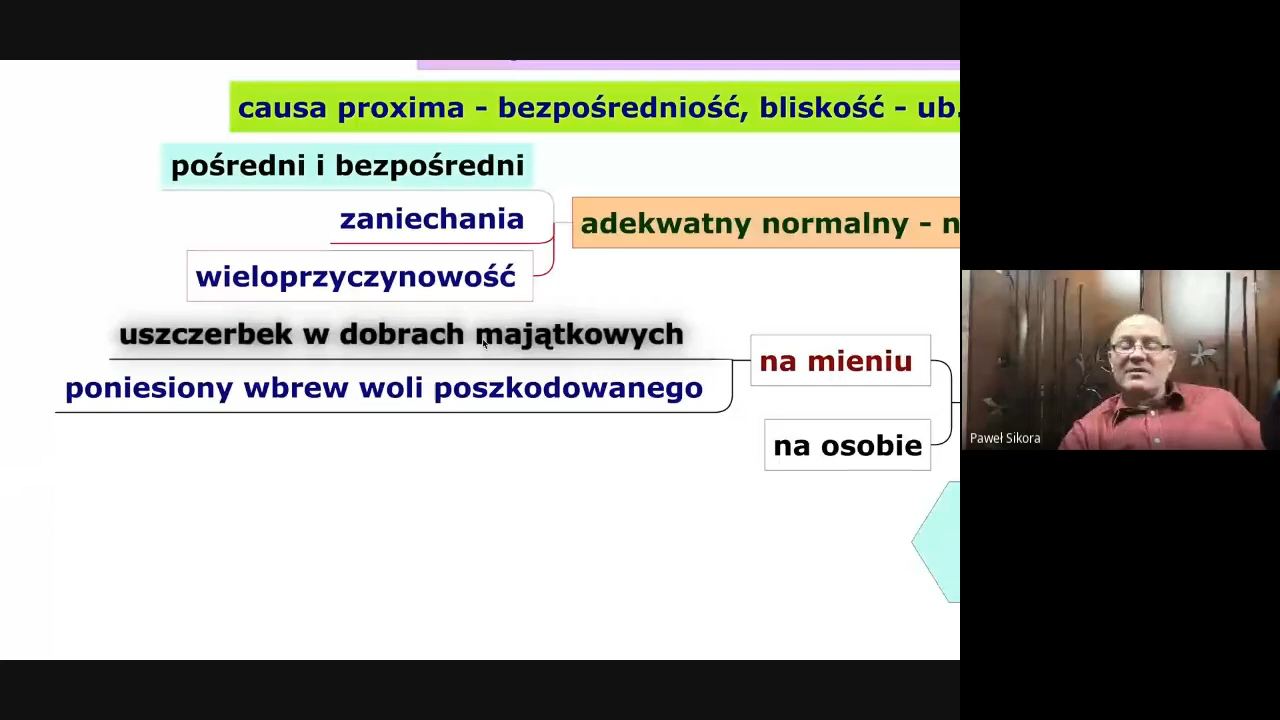 causa proxima - bezpośredniość, bliskość - ub.
pośredni i bezpośredni
zaniechania
adekwatny normalny - n
wieloprzyczynowość
uszczerbek w dobrach majątkowych
na mieniu
poniesiony wbrew woli poszkodowanego
na osobie
Paweł Sikora